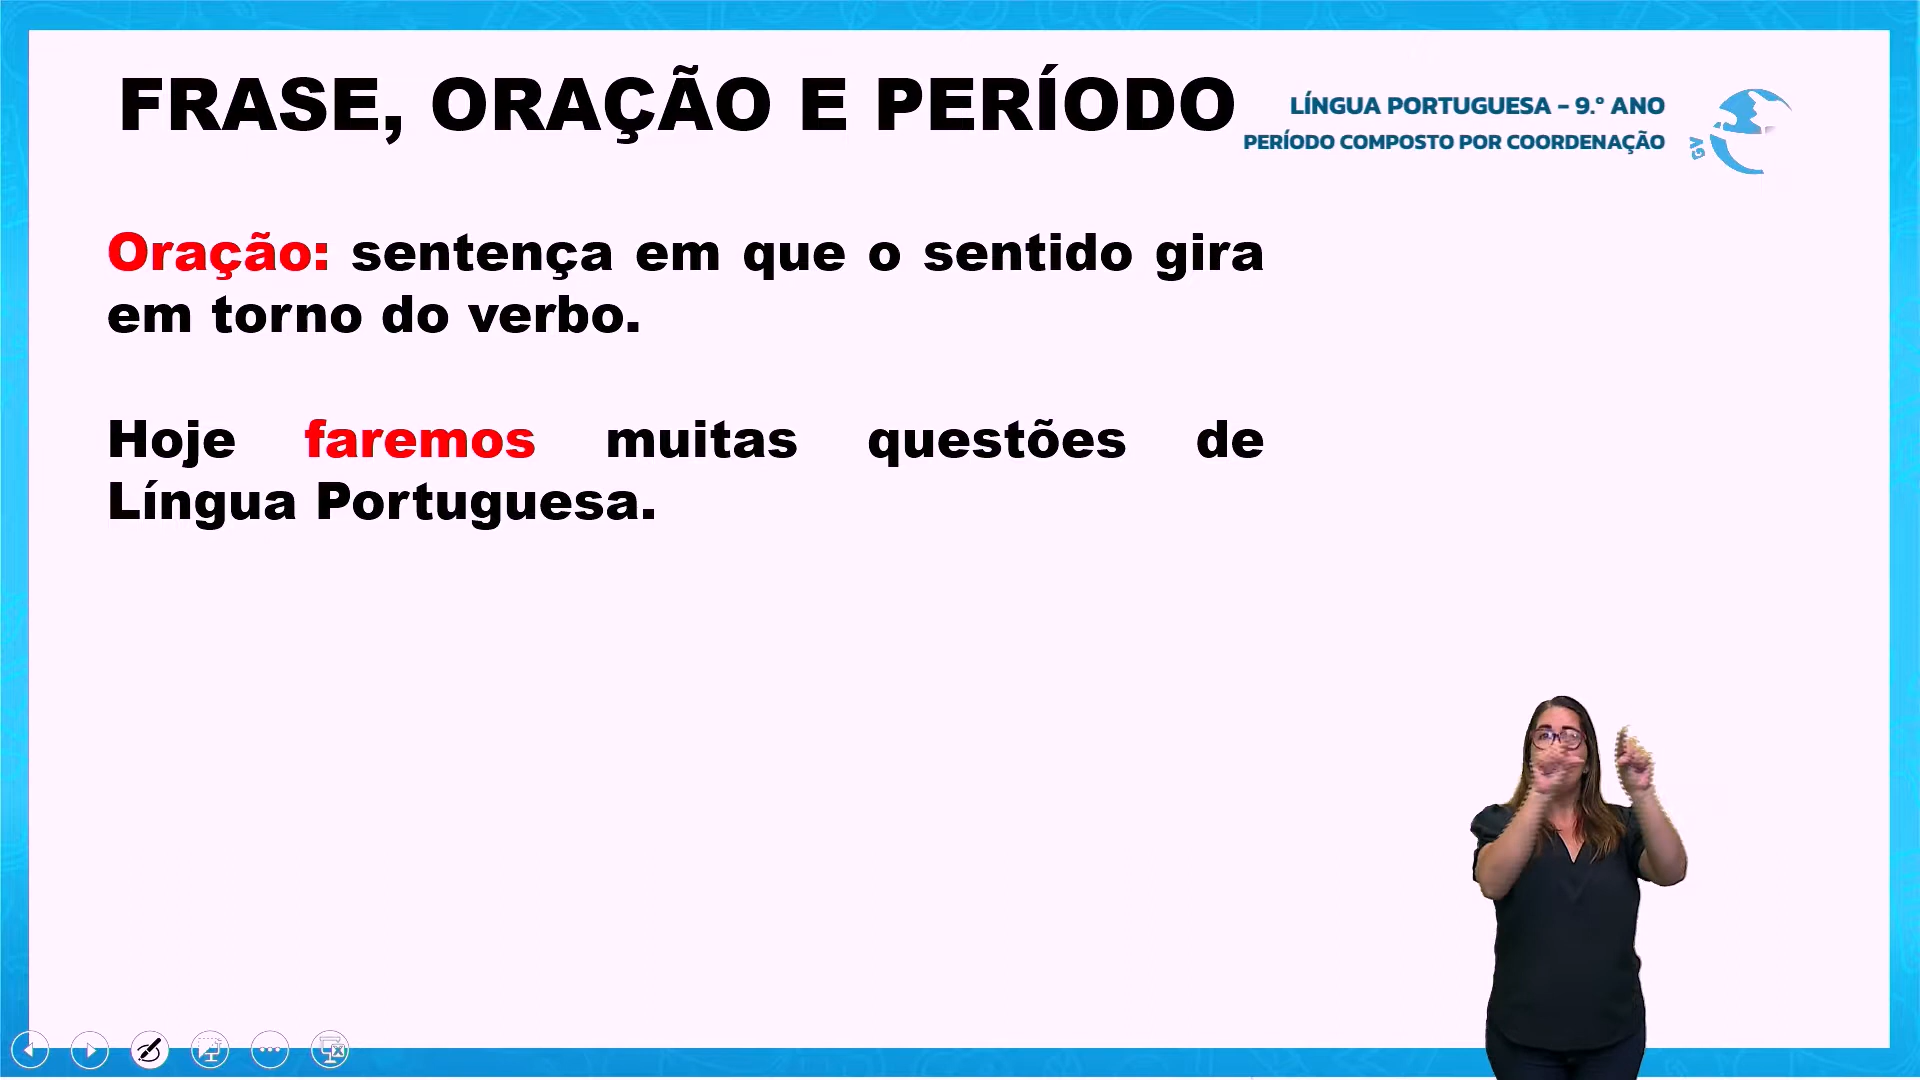 FRASE, ORAÇÃO E PERÍODO
LÍNGUA PORTUGUESA – 9.º ANO
PERÍODO COMPOSTO POR COORDENAÇÃO
GV
Oração: sentença em que o sentido gira
em torno do verbo.
Hoje faremos muitas questões de
Língua Portuguesa.